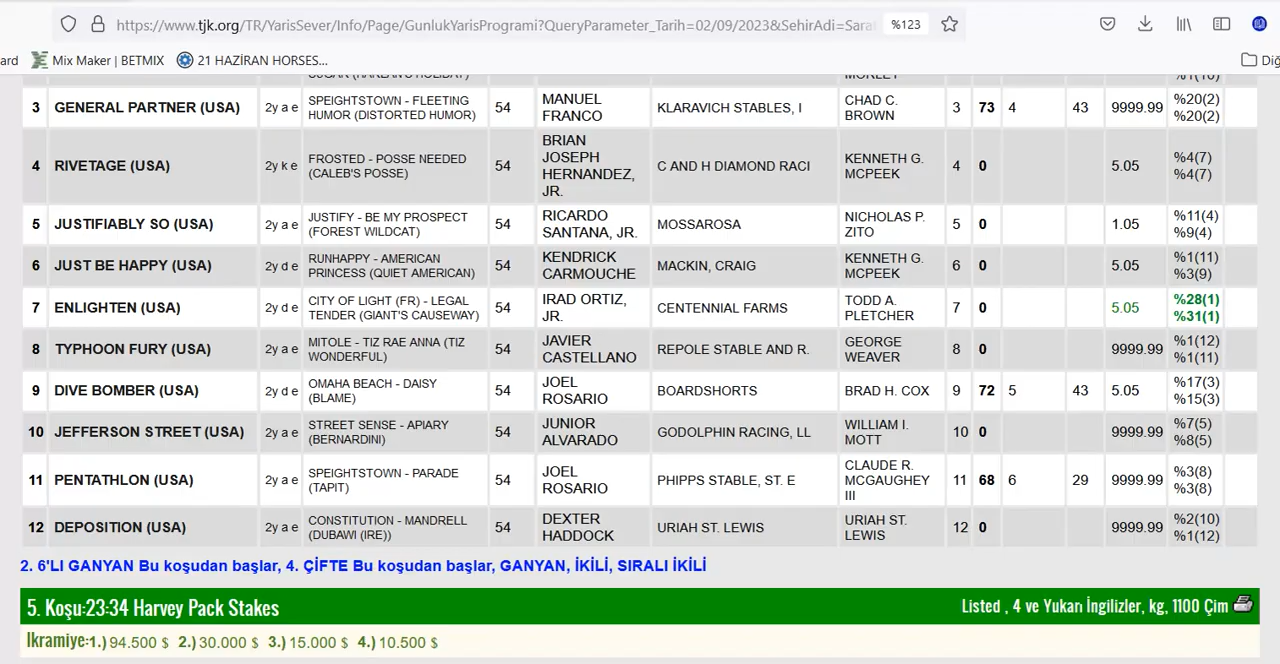 https://www.tjk.org/TR/YarisSever/Info/Page/GunlukYarisProgrami?QueryParameter_Tarih=02/09/2023&SehirAdi=Sarat %123
ard Mix Maker | BETMIX 21 HAZİRAN HORSES... Diğ
SUGAR (HARLAN'S HOLIDAY) MORLEY %1(10)
3 GENERAL PARTNER (USA) 2y a e SPEIGHTSTOWN - FLEETING HUMOR (DISTORTED HUMOR) 54 MANUEL FRANCO KLARAVICH STABLES, I CHAD C. BROWN 3 73 4 43 9999.99 %20(2) %20(2)
4 RIVETAGE (USA) 2y k e FROSTED - POSSE NEEDED (CALEB'S POSSE) 54 BRIAN JOSEPH HERNANDEZ, JR. C AND H DIAMOND RACI KENNETH G. MCPEEK 4 0 5.05 %4(7) %4(7)
5 JUSTIFIABLY SO (USA) 2y a e JUSTIFY - BE MY PROSPECT (FOREST WILDCAT) 54 RICARDO SANTANA, JR. MOSSAROSA NICHOLAS P. ZITO 5 0 1.05 %11(4) %9(4)
6 JUST BE HAPPY (USA) 2y d e RUNHAPPY - AMERICAN PRINCESS (QUIET AMERICAN) 54 KENDRICK CARMOUCHE MACKIN, CRAIG KENNETH G. MCPEEK 6 0 5.05 %1(11) %3(9)
7 ENLIGHTEN (USA) 2y d e CITY OF LIGHT (FR) - LEGAL TENDER (GIANT'S CAUSEWAY) 54 IRAD ORTIZ, JR. CENTENNIAL FARMS TODD A. PLETCHER 7 0 5.05 %28(1) %31(1)
8 TYPHOON FURY (USA) 2y a e MITOLE - TIZ RAE ANNA (TIZ WONDERFUL) 54 JAVIER CASTELLANO REPOLE STABLE AND R. GEORGE WEAVER 8 0 9999.99 %1(12) %1(11)
9 DIVE BOMBER (USA) 2y d e OMAHA BEACH - DAISY (BLAME) 54 JOEL ROSARIO BOARDSHORTS BRAD H. COX 9 72 5 43 5.05 %17(3) %15(3)
10 JEFFERSON STREET (USA) 2y a e STREET SENSE - APIARY (BERNARDINI) 54 JUNIOR ALVARADO GODOLPHIN RACING, LL WILLIAM I. MOTT 10 0 9999.99 %7(5) %8(5)
11 PENTATHLON (USA) 2y a e SPEIGHTSTOWN - PARADE (TAPIT) 54 JOEL ROSARIO PHIPPS STABLE, ST. E CLAUDE R. MCGAUGHEY III 11 68 6 29 9999.99 %3(8) %3(8)
12 DEPOSITION (USA) 2y a e CONSTITUTION - MANDRELL (DUBAWI (IRE)) 54 DEXTER HADDOCK URIAH ST. LEWIS URIAH ST. LEWIS 12 0 9999.99 %2(10) %1(12)
2. 6'LI GANYAN Bu koşudan başlar, 4. ÇİFTE Bu koşudan başlar, GANYAN, İKİLİ, SIRALI İKİLİ
5. Koşu:23:34 Harvey Pack Stakes Listed , 4 ve Yukarı İngilizler, kg, 1100 Çim
Ikramiye:1.) 94.500 $ 2.) 30.000 $ 3.) 15.000 $ 4.) 10.500 $